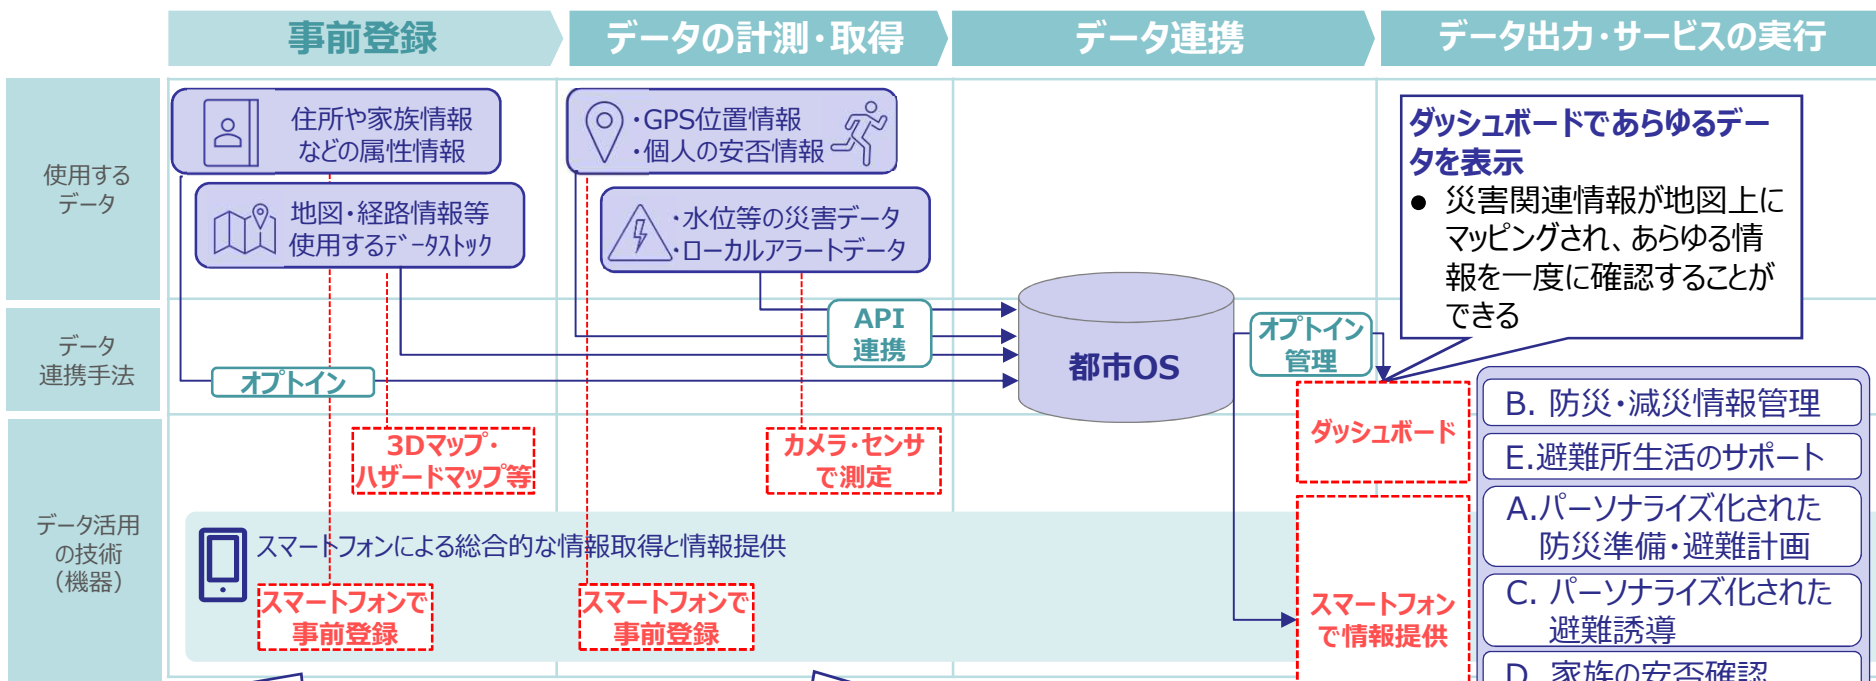 事前登録
データの計測・取得
データ連携
データ出力・サービスの実行
使用する
データ
住所や家族情報
などの属性情報
地図・経路情報等
使用するﾃﾞｰﾀｽﾄｯｸ
・GPS位置情報
・個人の安否情報
・水位等の災害データ
・ローカルアラートデータ
ダッシュボードであらゆるデー
タを表示
● 災害関連情報が地図上に
マッピングされ、あらゆる情
報を一度に確認することが
できる
データ
連携手法
オプトイン
API
連携
都市OS
オプトイン
管理
データ活用
の技術
（機器）
3Dマップ・
ハザードマップ等
カメラ・センサ
で測定
ダッシュボード
スマートフォンによる総合的な情報取得と情報提供
スマートフォンで
事前登録
スマートフォンで
事前登録
スマートフォン
で情報提供
B. 防災・減災情報管理
E.避難所生活のサポート
A.パーソナライズ化された
防災準備・避難計画
C. パーソナライズ化された
避難誘導
D. 家族の安否確認